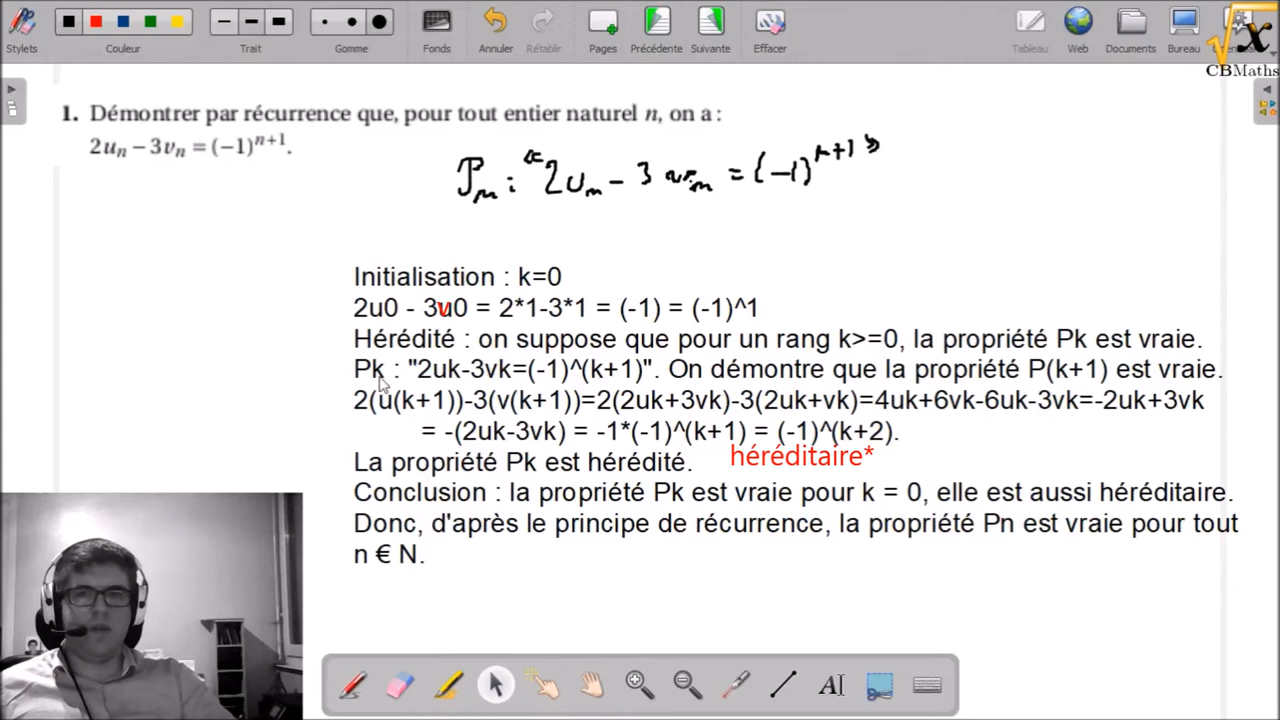 Stylets Couleur Trait Gomme Fonds Annuler Rétablir Pages Précédente Suivante Effacer Tableau Web Documents Bureau
CBMaths
1. Démontrer par récurrence que, pour tout entier naturel n, on a :
2uₙ − 3vₙ = (−1)ⁿ⁺¹.
Pₙ : "2uₙ − 3vₙ = (−1)ⁿ⁺¹"
Initialisation : k=0
2u0 - 3v0 = 2*1-3*1 = (-1) = (-1)^1
Hérédité : on suppose que pour un rang k>=0, la propriété Pk est vraie.
Pk : "2uk-3vk=(-1)^(k+1)". On démontre que la propriété P(k+1) est vraie.
2(u(k+1))-3(v(k+1))=2(2uk+3vk)-3(2uk+vk)=4uk+6vk-6uk-3vk=-2uk+3vk
= -(2uk-3vk) = -1*(-1)^(k+1) = (-1)^(k+2).
héréditaire*
La propriété Pk est hérédité.
Conclusion : la propriété Pk est vraie pour k = 0, elle est aussi héréditaire.
Donc, d'après le principe de récurrence, la propriété Pn est vraie pour tout
n € N.